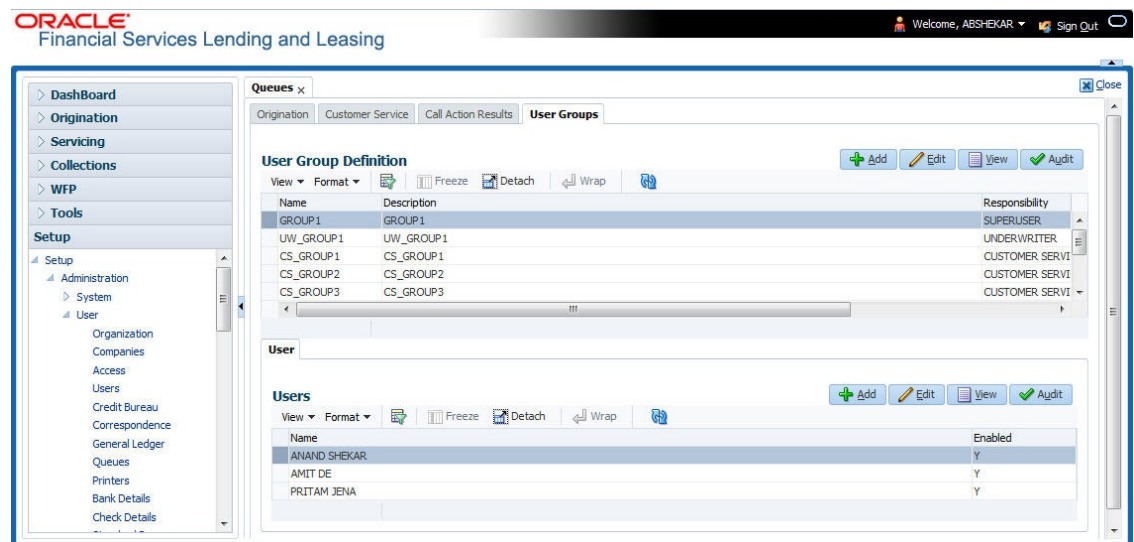 ORACLE
Financial Services Lending and Leasing
Welcome, ABSHEKAR
Sign Out
DashBoard
Origination
Servicing
Collections
WFP
Tools
Setup
Setup
Administration
System
User
Organization
Companies
Access
Users
Credit Bureau
Correspondence
General Ledger
Queues
Printers
Bank Details
Check Details
Queues
Close
Origination Customer Service Call Action Results User Groups
User Group Definition
Add Edit View Audit
View Format Freeze Detach Wrap
Name Description Responsibility
GROUP1 GROUP1 SUPERUSER
UW_GROUP1 UW_GROUP1 UNDERWRITER
CS_GROUP1 CS_GROUP1 CUSTOMER SERVI
CS_GROUP2 CS_GROUP2 CUSTOMER SERVI
CS_GROUP3 CS_GROUP3 CUSTOMER SERVI
User
Users
Add Edit View Audit
View Format Freeze Detach Wrap
Name Enabled
ANAND SHEKAR Y
AMIT DE Y
PRITAM JENA Y